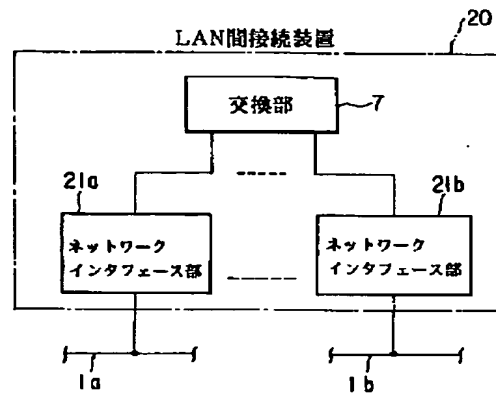 20
LAN間接続装置
交換部
7
21a
21b
ネットワーク
インタフェース部
ネットワーク
インタフェース部
1a
1b